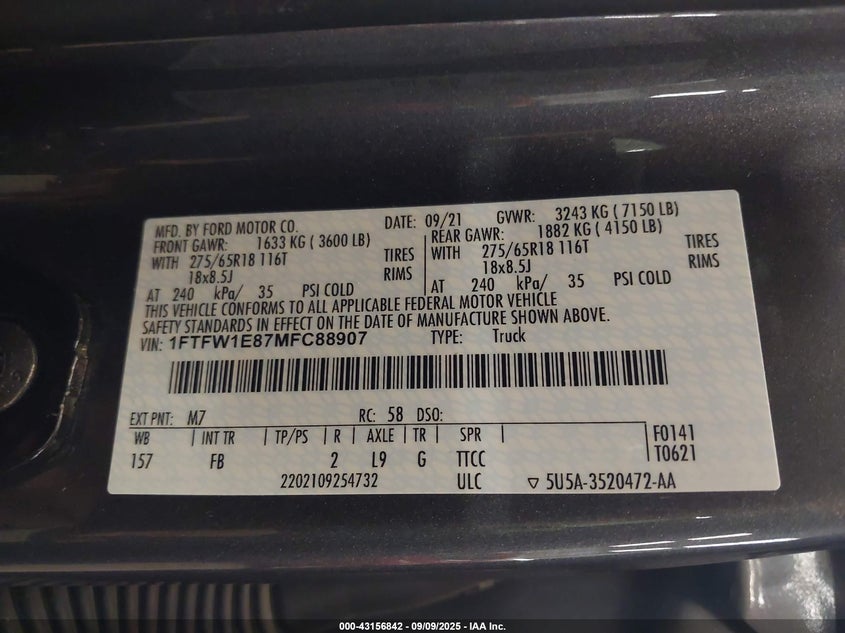 MFD. BY FORD MOTOR CO. DATE: 09/21 GVWR: 3243 KG ( 7150 LB)
FRONT GAWR: 1633 KG ( 3600 LB) REAR GAWR: 1882 KG ( 4150 LB)
WITH 275/65R18 116T TIRES WITH 275/65R18 116T TIRES
18x8.5J RIMS 18x8.5J RIMS
AT 240 kPa/ 35 PSI COLD AT 240 kPa/ 35 PSI COLD
THIS VEHICLE CONFORMS TO ALL APPLICABLE FEDERAL MOTOR VEHICLE
SAFETY STANDARDS IN EFFECT ON THE DATE OF MANUFACTURE SHOWN ABOVE.
VIN: 1FTFW1E87MFC88907 TYPE: Truck
EXT PNT: M7 RC: 58 DSO:
WB INT TR TP/PS R AXLE TR SPR F0141
157 FB 2 L9 G TTCC T0621
2202109254732 ULC ▽ 5U5A-3520472-AA
000-43156842 - 09/09/2025 - IAA Inc.